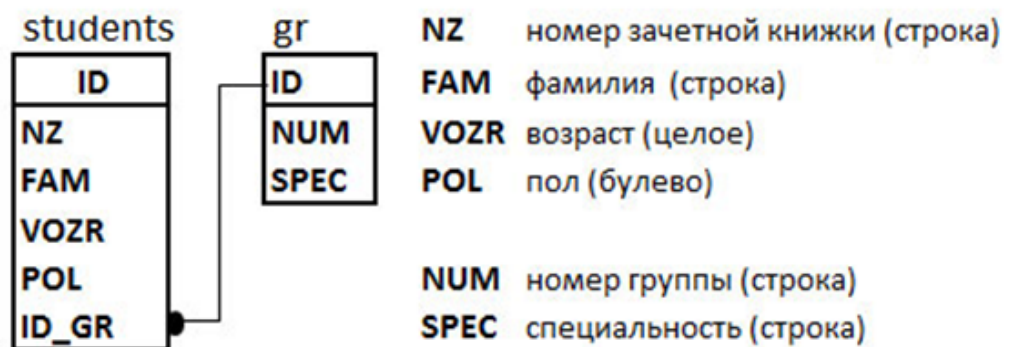 students
ID
NZ
FAM
VOZR
POL
ID_GR
gr
ID
NUM
SPEC
NZ номер зачетной книжки (строка)
FAM фамилия (строка)
VOZR возраст (целое)
POL пол (булево)
NUM номер группы (строка)
SPEC специальность (строка)